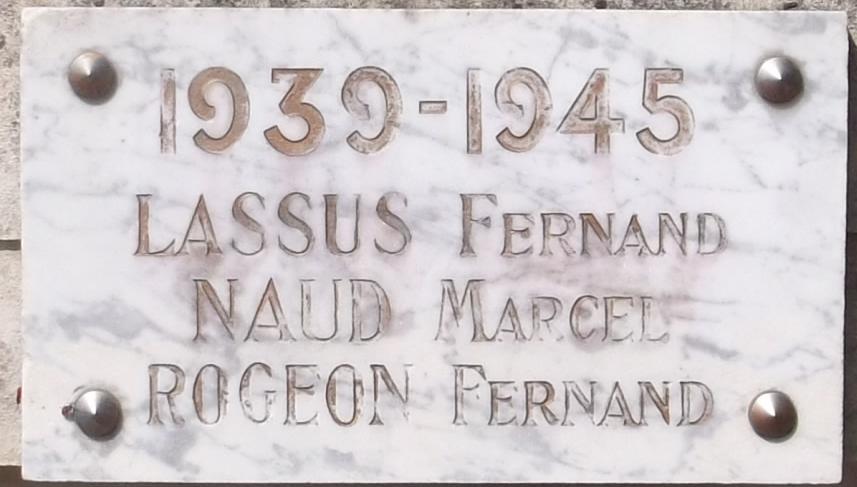 1939-1945
LASSUS FERNAND
NAUD MARCEL
ROGEON FERNAND